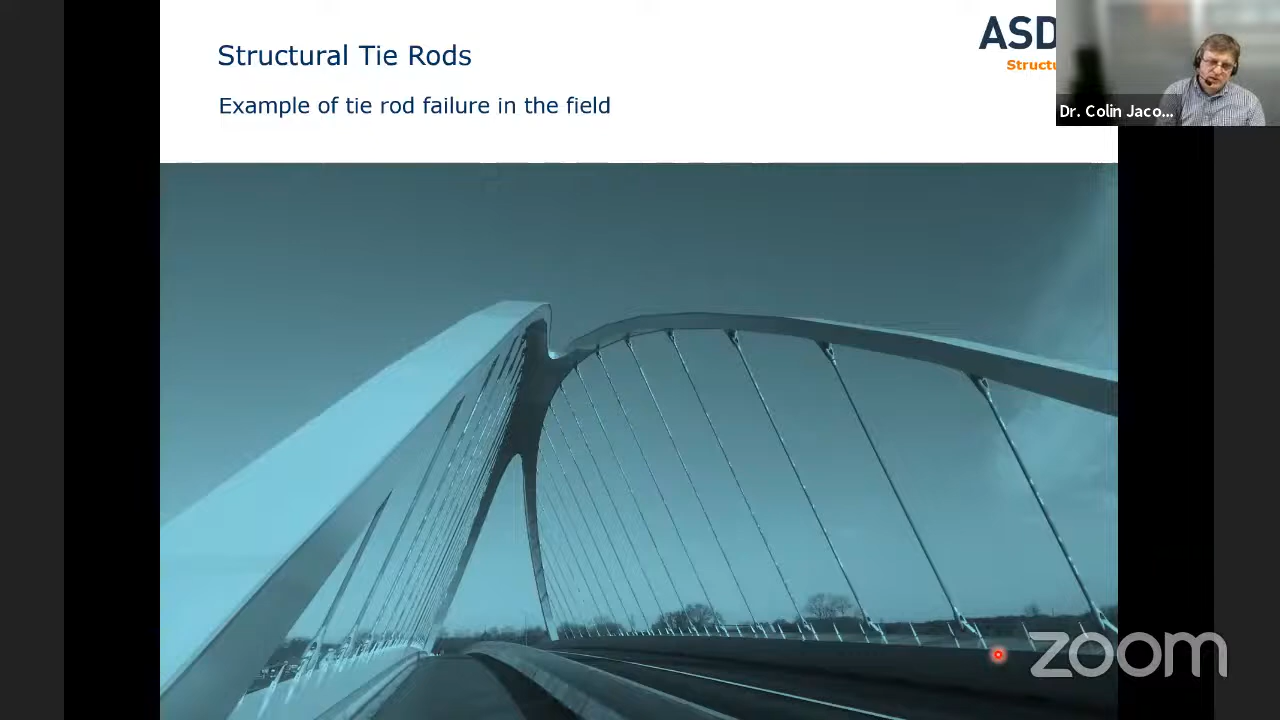 Structural Tie Rods
Example of tie rod failure in the field
ASD
Structu
Dr. Colin Jaco...
zoom